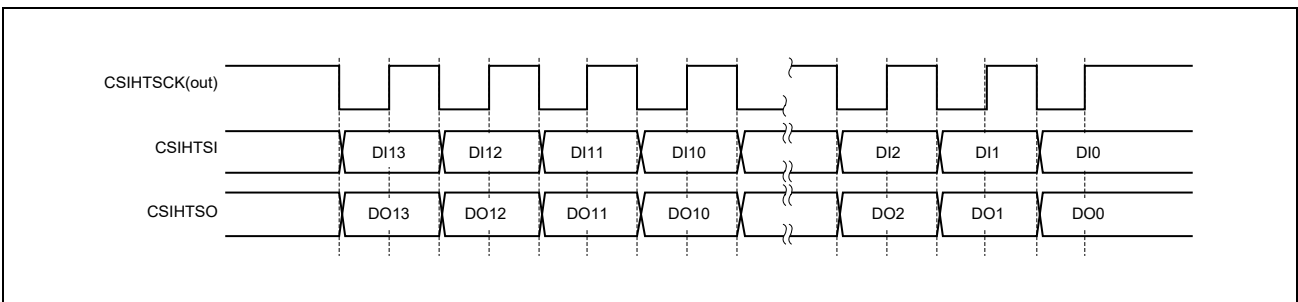 CSIHTSCK(out)
CSIHTSI DI13 DI12 DI11 DI10 DI2 DI1 DI0
CSIHTSO DO13 DO12 DO11 DO10 DO2 DO1 DO0